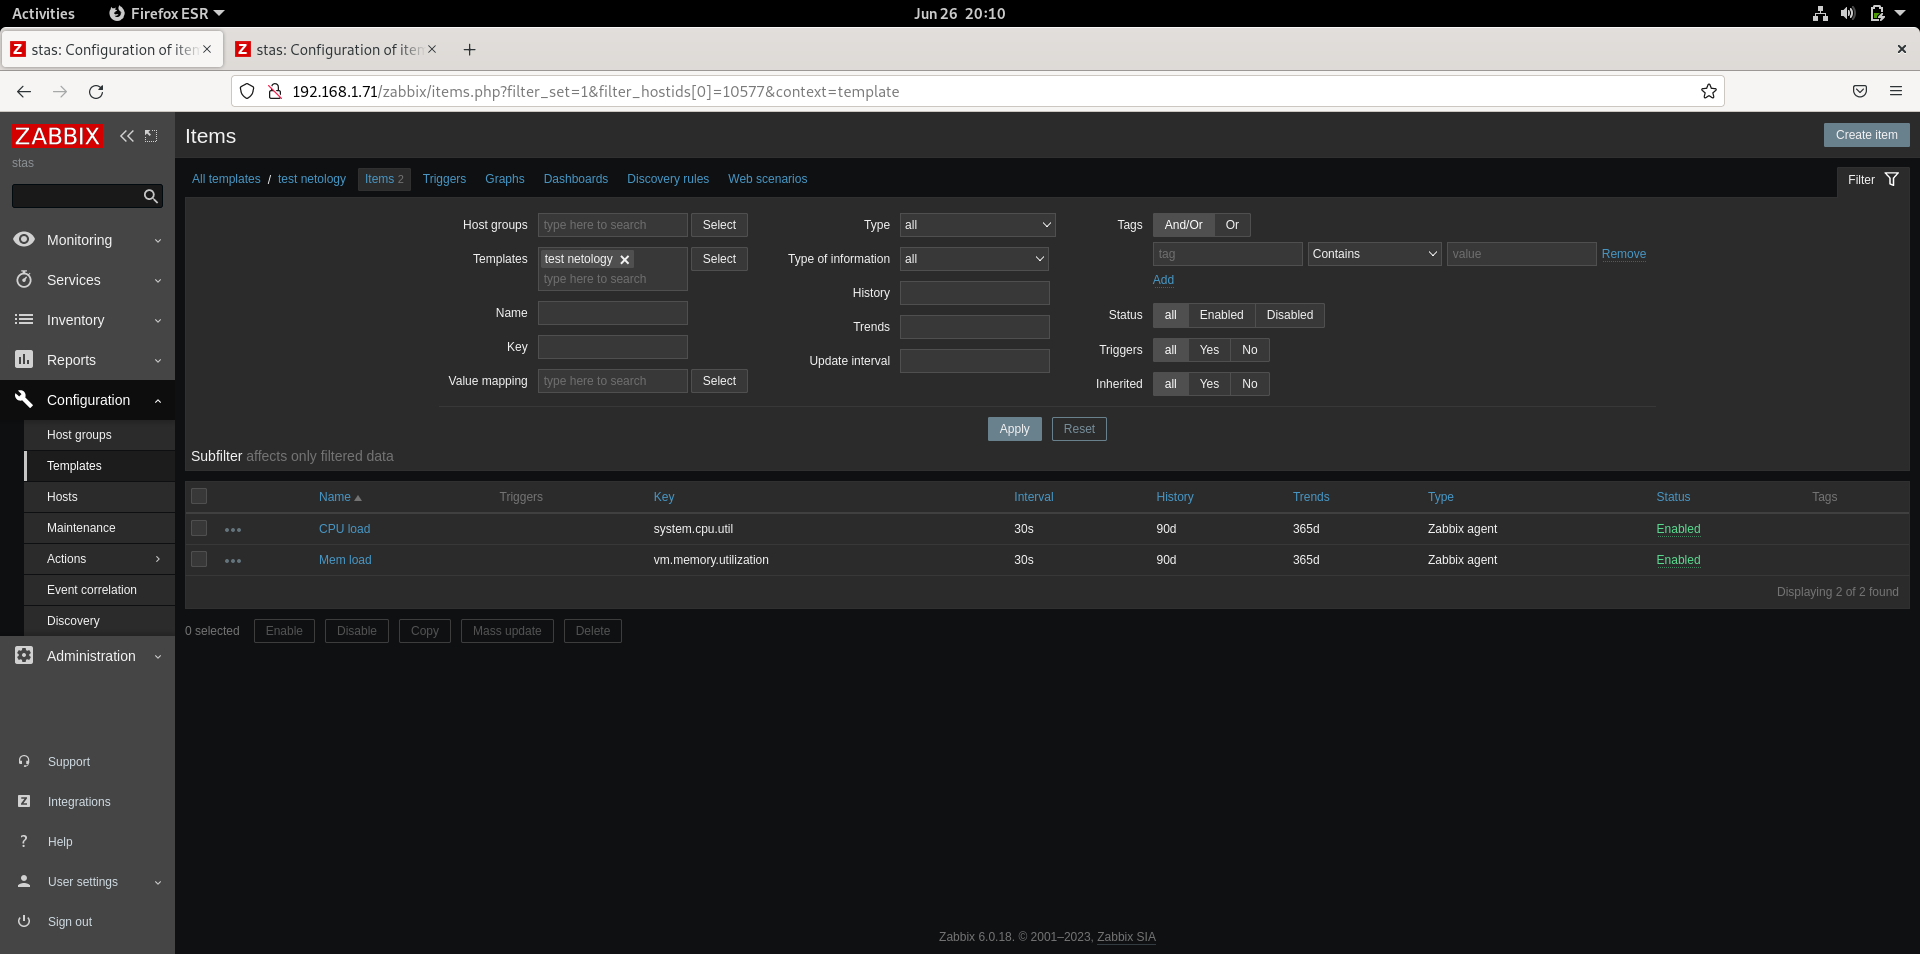 Activities Firefox ESR Jun 26 20:10
stas: Configuration of iten stas: Configuration of iten
192.168.1.71/zabbix/items.php?filter_set=1&filter_hostids[0]=10577&context=template
ZABBIX
stas
Monitoring
Services
Inventory
Reports
Configuration
Host groups
Templates
Hosts
Maintenance
Actions
Event correlation
Discovery
Administration
Support
Integrations
Help
User settings
Sign out
Items Create item
All templates / test netology Items 2 Triggers Graphs Dashboards Discovery rules Web scenarios Filter
Host groups type here to search Select Type all Tags And/Or Or
tag Contains value Remove
Templates test netology Select Type of information all
type here to search Add
History
Name Status all Enabled Disabled
Trends
Key Triggers all Yes No
Update interval
Value mapping type here to search Select Inherited all Yes No
Apply Reset
Subfilter affects only filtered data
Name Triggers Key Interval History Trends Type Status Tags
CPU load system.cpu.util 30s 90d 365d Zabbix agent Enabled
Mem load vm.memory.utilization 30s 90d 365d Zabbix agent Enabled
Displaying 2 of 2 found
0 selected Enable Disable Copy Mass update Delete
Zabbix 6.0.18. © 2001–2023, Zabbix SIA